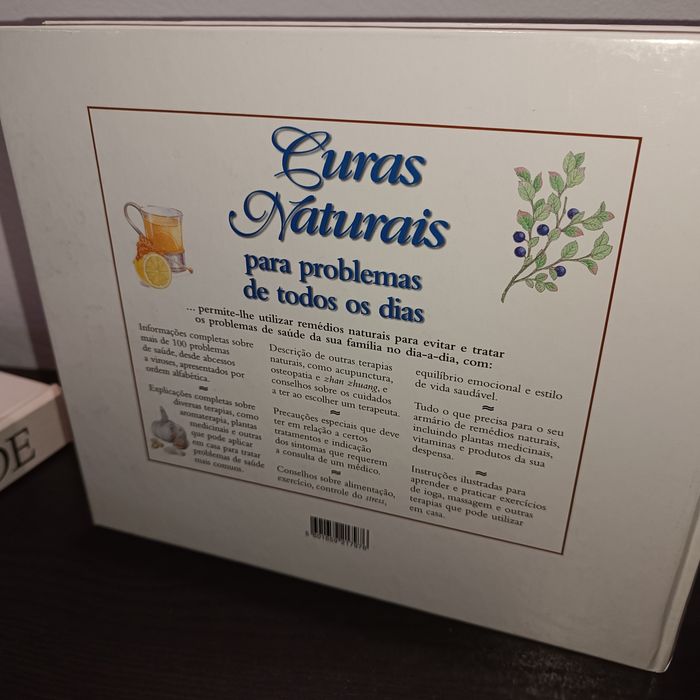 Curas
Naturais
para problemas
de todos os dias
... permite-lhe utilizar remédios naturais para evitar e tratar
os problemas de saúde da sua família no dia-a-dia, com:
Informações completas sobre
mais de 100 problemas
de saúde, desde abcessos
a viroses, apresentados por
ordem alfabética.
≈
Explicações completas sobre
diversas terapias, como
aromaterapia, plantas
medicinais e outras
que pode aplicar
em casa para tratar
problemas de saúde
mais comuns.
Descrição de outras terapias
naturais, como acupunctura,
osteopatia e zhan zhuang, e
conselhos sobre os cuidados
a ter ao escolher um terapeuta.
≈
Precauções especiais que deve
ter em relação a certos
tratamentos e indicação
dos sintomas que requerem
a consulta de um médico.
≈
Conselhos sobre alimentação,
exercício, controle do stress,
equilíbrio emocional e estilo
de vida saudável.
≈
Tudo o que precisa para o seu
armário de remédios naturais,
incluindo plantas medicinais,
vitaminas e produtos da sua
despensa.
≈
Instruções ilustradas para
aprender e praticar exercícios
de ioga, massagem e outras
terapias que pode utilizar
em casa.
DE